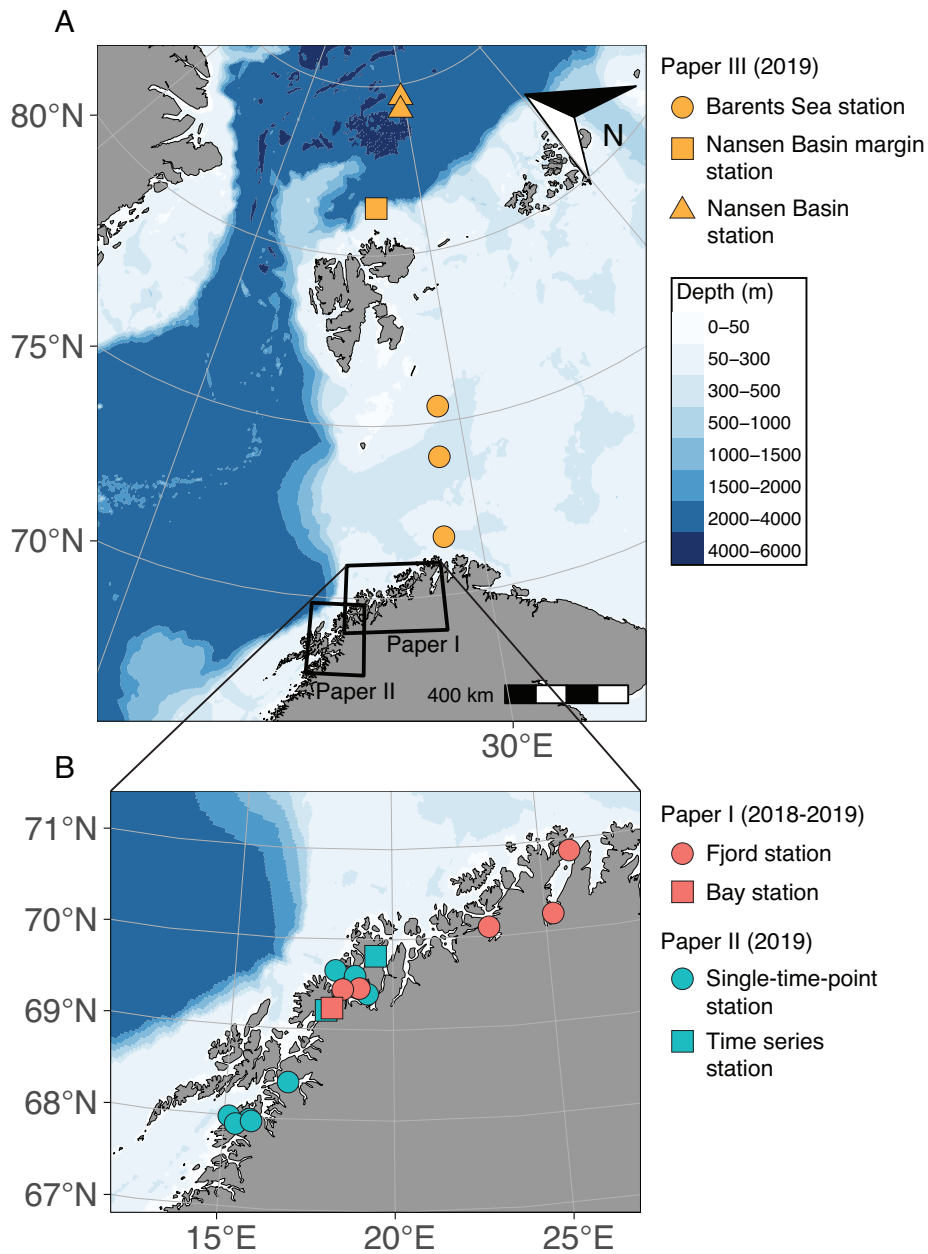 A
80°N
75°N
70°N
N
Paper I
Paper II
400 km
30°E
Paper III (2019)
Barents Sea station
Nansen Basin margin
station
Nansen Basin
station
Depth (m)
0–50
50–300
300–500
500–1000
1000–1500
1500–2000
2000–4000
4000–6000
B
71°N
70°N
69°N
68°N
67°N
15°E
20°E
25°E
Paper I (2018-2019)
Fjord station
Bay station
Paper II (2019)
Single-time-point
station
Time series
station